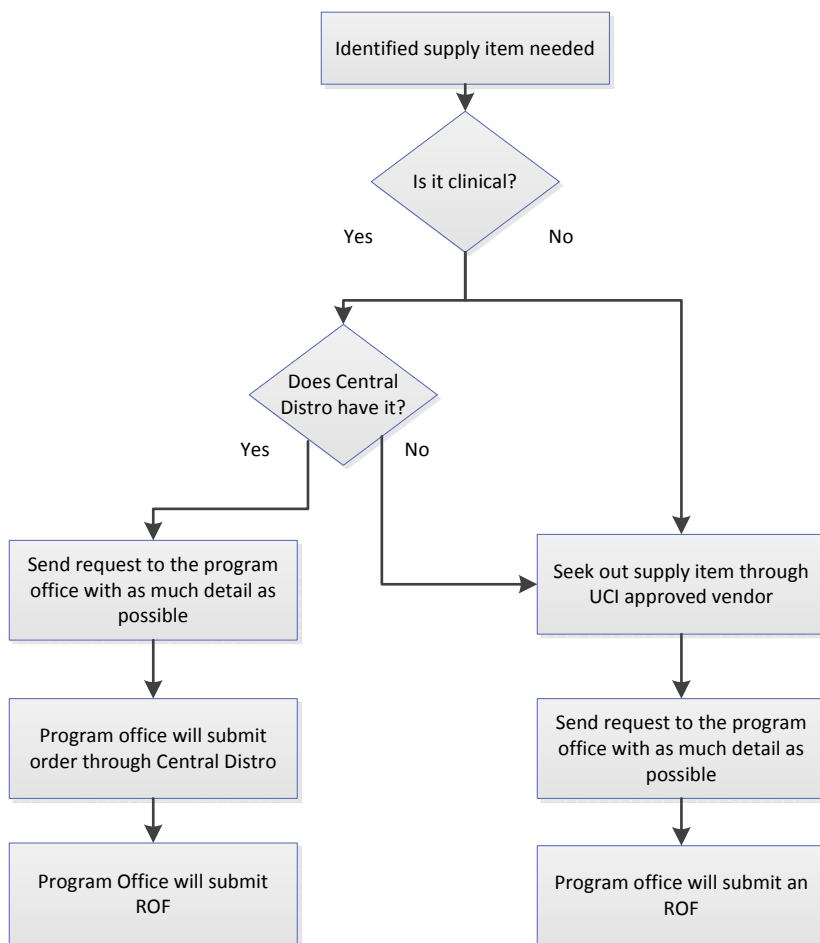 Identified supply item needed
Is it clinical?
Yes
No
Does Central
Distro have it?
Yes
No
Send request to the program
office with as much detail as
possible
Seek out supply item through
UCI approved vendor
Program office will submit
order through Central Distro
Send request to the program
office with as much detail as
possible
Program Office will submit
ROF
Program office will submit an
ROF